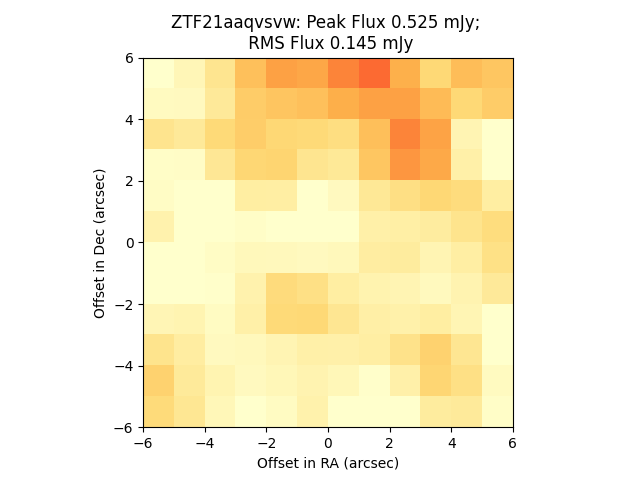 ZTF21aaqvsvw: Peak Flux 0.525 mJy;
RMS Flux 0.145 mJy
6
4
2
0
−2
−4
−6
Offset in Dec (arcsec)
−6 −4 −2 0 2 4 6
Offset in RA (arcsec)